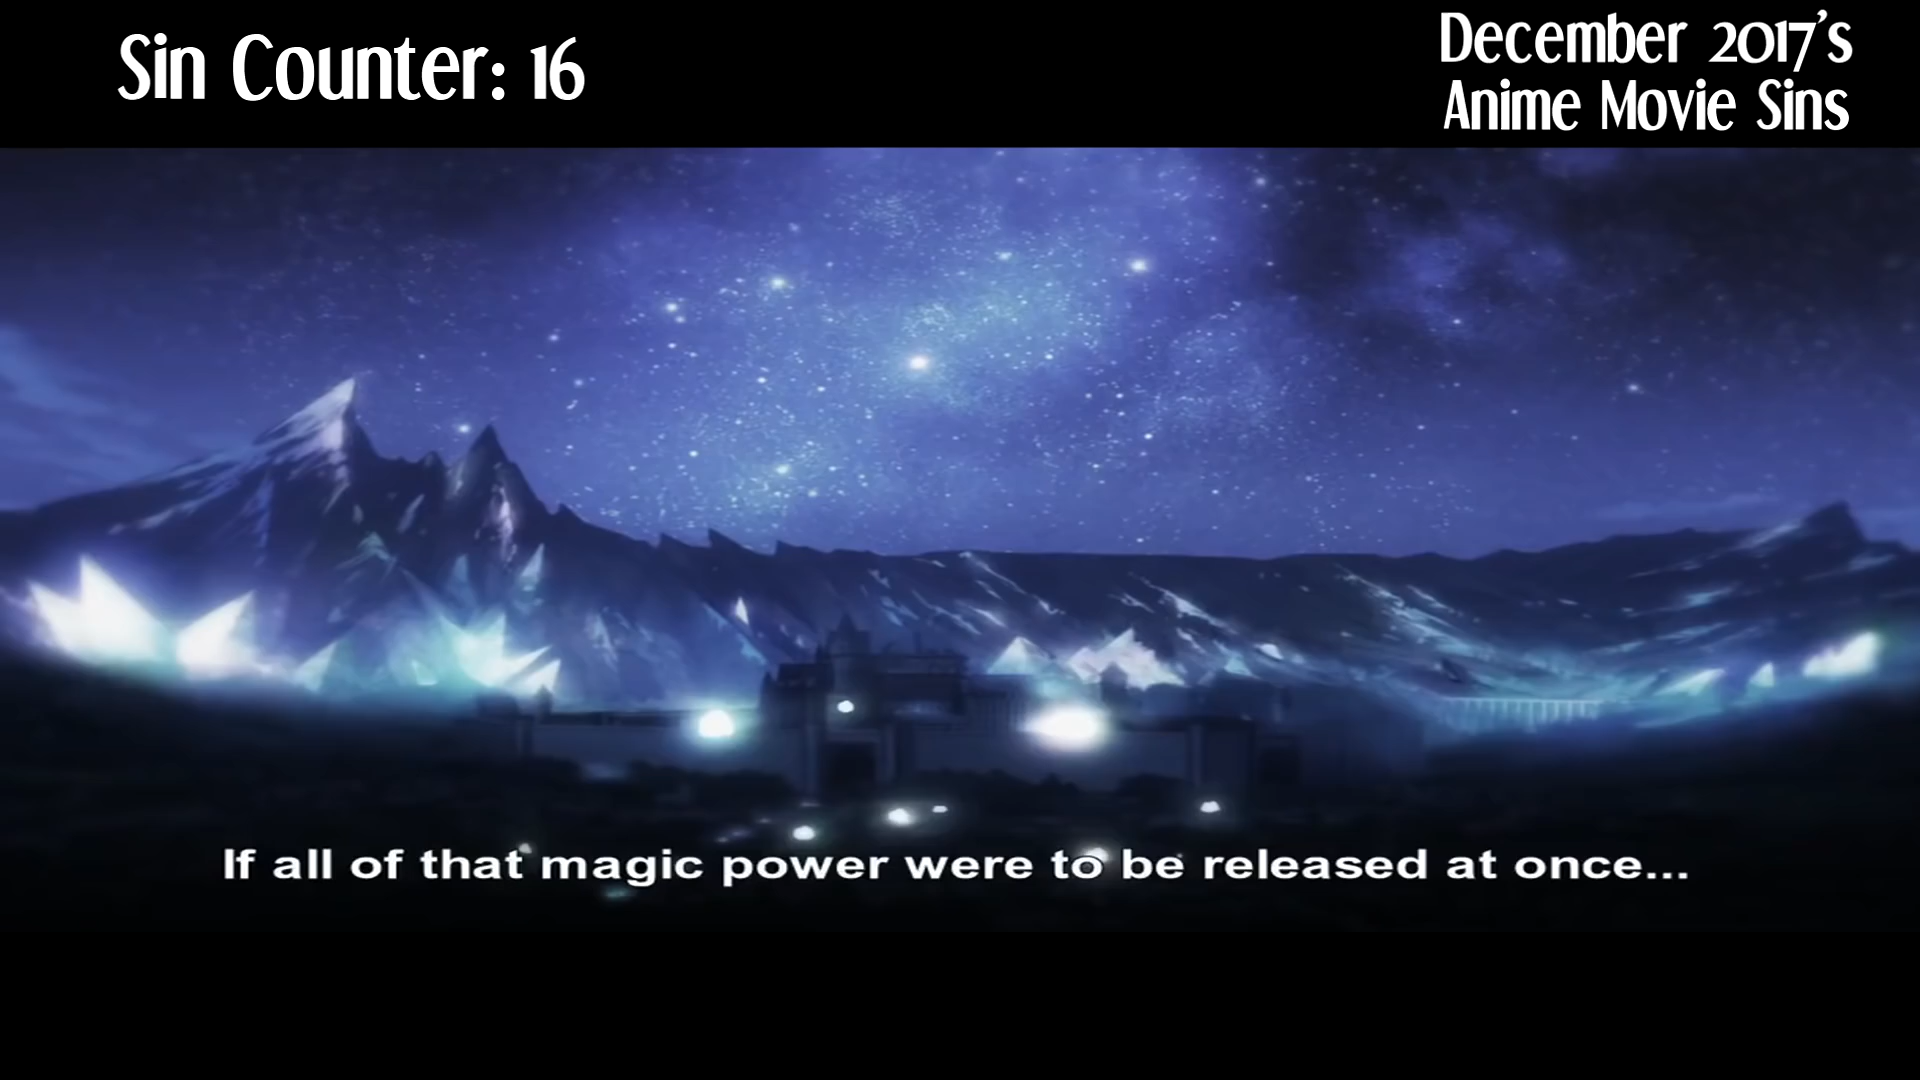 Sin Counter: 16
December 2017's
Anime Movie Sins
If all of that magic power were to be released at once...